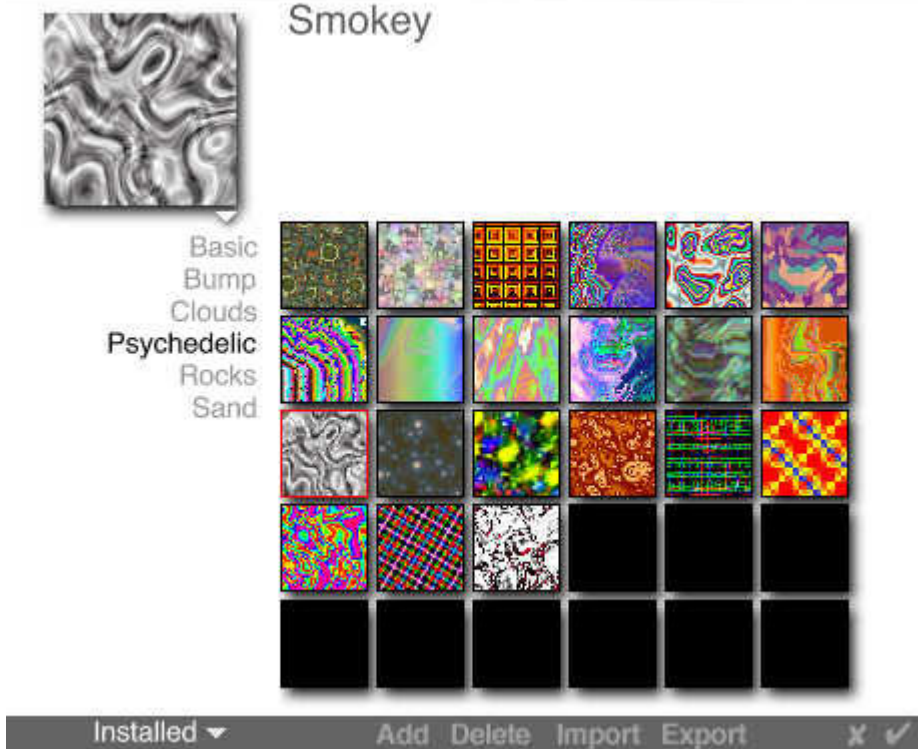 Smokey
Basic
Bump
Clouds
Psychedelic
Rocks
Sand
Installed Add Delete Import Export